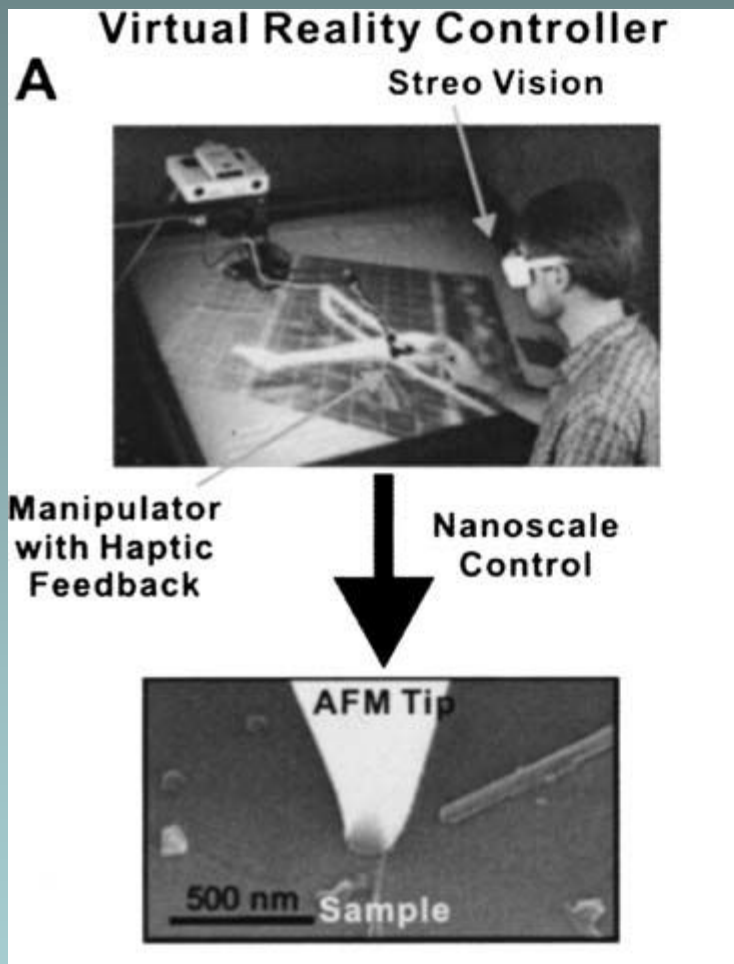 Virtual Reality Controller
A
Streo Vision
Manipulator
with Haptic
Feedback
Nanoscale
Control
AFM Tip
500 nm
Sample